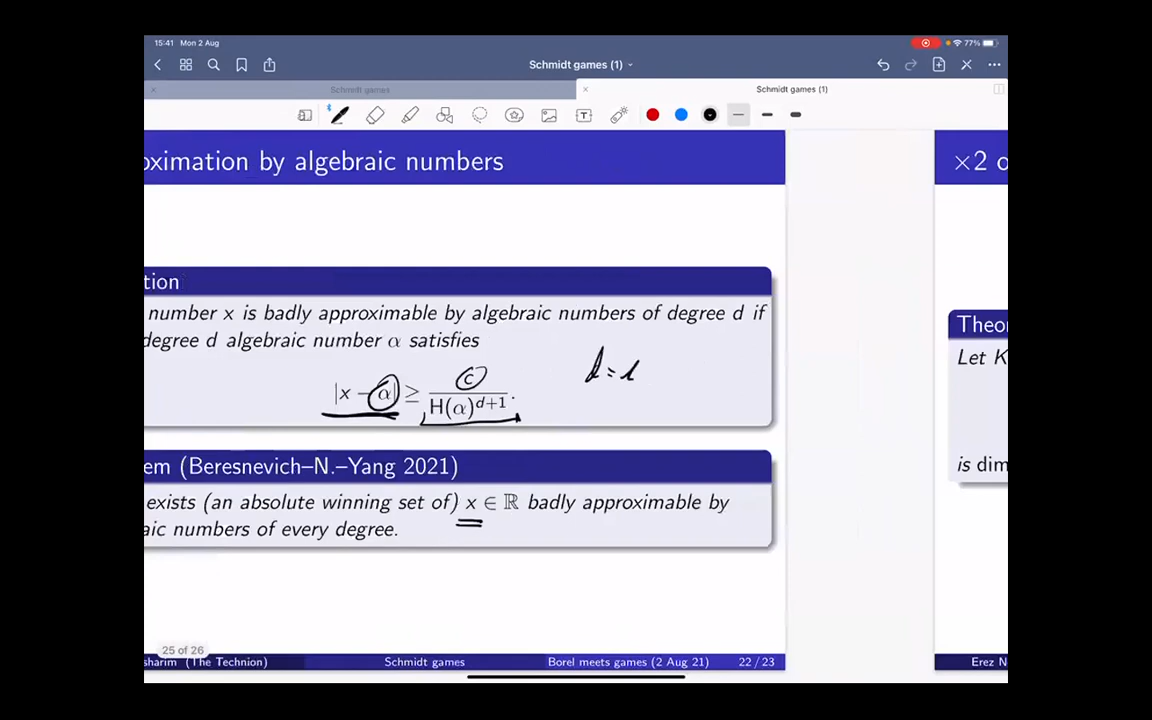 15:41 Mon 2 Aug
77%
Schmidt games (1)
Schmidt games
Schmidt games (1)
oximation by algebraic numbers
×2 o
tion
number x is badly approximable by algebraic numbers of degree d if
degree d algebraic number α satisfies
|x − α| ≥ c / H(α)^{d+1}.
em (Beresnevich–N.–Yang 2021)
exists (an absolute winning set of) x ∈ ℝ badly approximable by
aic numbers of every degree.
Theor
Let K
is dim
25 of 26
sharim (The Technion)
Schmidt games
Borel meets games (2 Aug 21)
22 / 23
Erez N